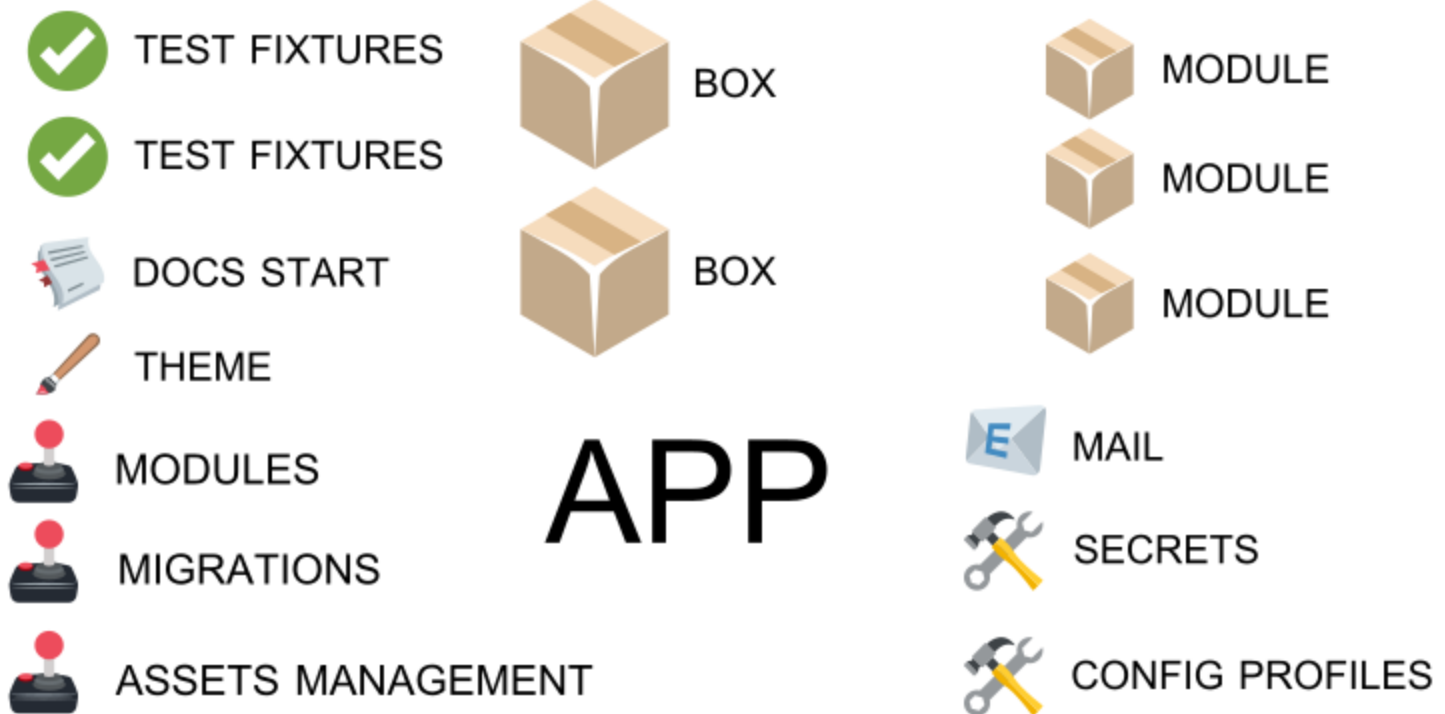 TEST FIXTURES
TEST FIXTURES
DOCS START
THEME
MODULES
MIGRATIONS
ASSETS MANAGEMENT
BOX
BOX
APP
MODULE
MODULE
MODULE
E
MAIL
SECRETS
CONFIG PROFILES